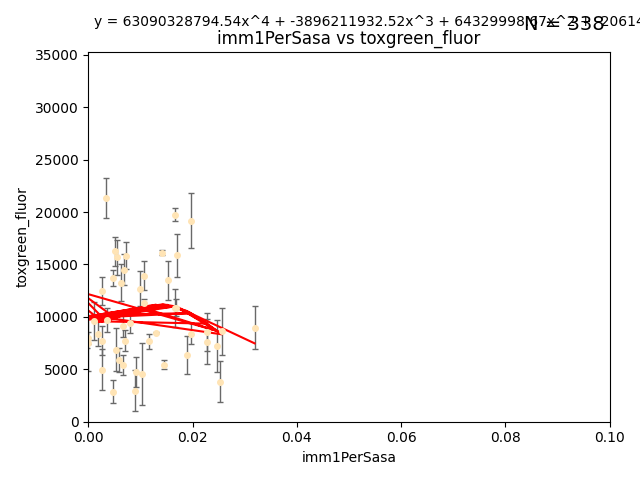 y = 63090328794.54x^4 + -3896211932.52x^3 +
N = 338
imm1PerSasa vs toxgreen_fluor
35000
30000
25000
20000
15000
10000
5000
0
toxgreen_fluor
0.00 0.02 0.04 0.06 0.08 0.10
imm1PerSasa